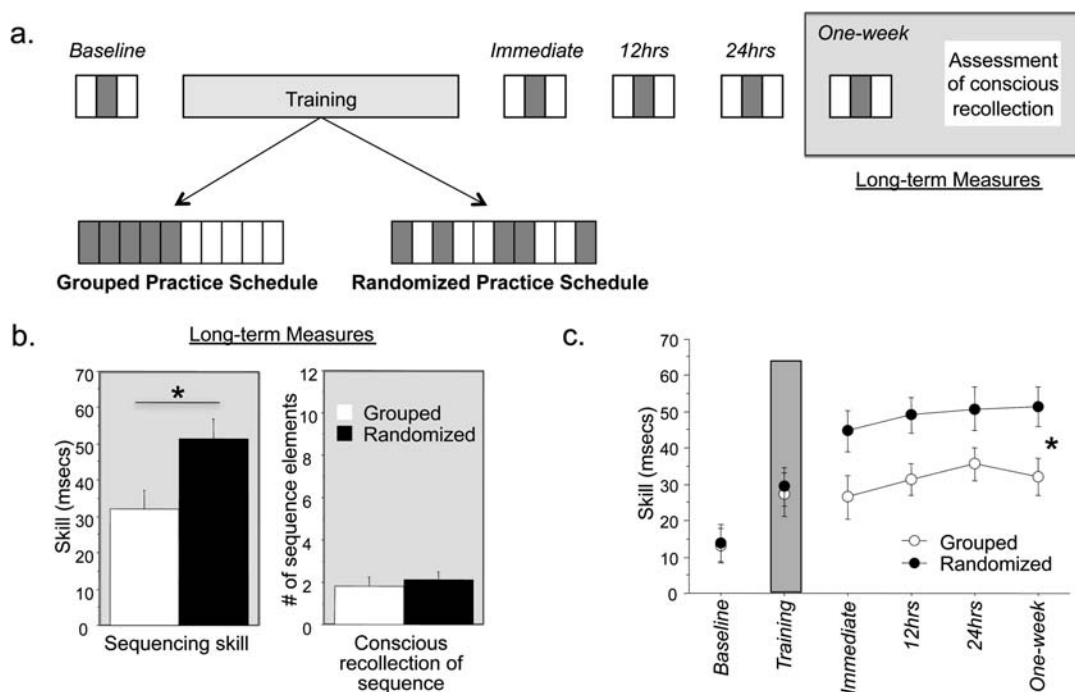 a.
Baseline
Training
Immediate
12hrs
24hrs
One-week
Assessment
of conscious
recollection
Long-term Measures
Grouped Practice Schedule
Randomized Practice Schedule
b.
Long-term Measures
70
60
50
40
30
20
10
0
Skill (msecs)
*
Sequencing skill
12
10
8
6
4
2
0
# of sequence elements
Grouped
Randomized
Conscious
recollection of
sequence
c.
70
60
50
40
30
20
10
0
Skill (msecs)
*
Grouped
Randomized
Baseline
Training
Immediate
12hrs
24hrs
One-week